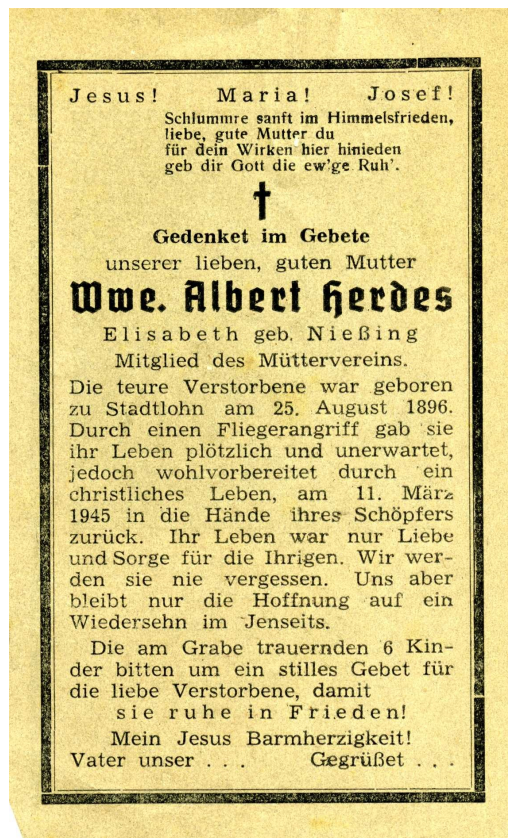 Jesus! Maria! Josef!
Schlummre sanft im Himmelsfrieden,
liebe, gute Mutter du
für dein Wirken hier hinieden
geb dir Gott die ew'ge Ruh'.
Gedenket im Gebete
unserer lieben, guten Mutter
Wwe. Albert Herdes
Elisabeth geb. Nießing
Mitglied des Müttervereins.
Die teure Verstorbene war geboren
zu Stadtlohn am 25. August 1896.
Durch einen Fliegerangriff gab sie
ihr Leben plötzlich und unerwartet,
jedoch wohlvorbereitet durch ein
christliches Leben, am 11. März
1945 in die Hände ihres Schöpfers
zurück. Ihr Leben war nur Liebe
und Sorge für die Ihrigen. Wir wer-
den sie nie vergessen. Uns aber
bleibt nur die Hoffnung auf ein
Wiedersehn im Jenseits.
Die am Grabe trauernden 6 Kin-
der bitten um ein stilles Gebet für
die liebe Verstorbene, damit
sie ruhe in Frieden!
Mein Jesus Barmherzigkeit!
Vater unser . . . Gegrüßet . . .